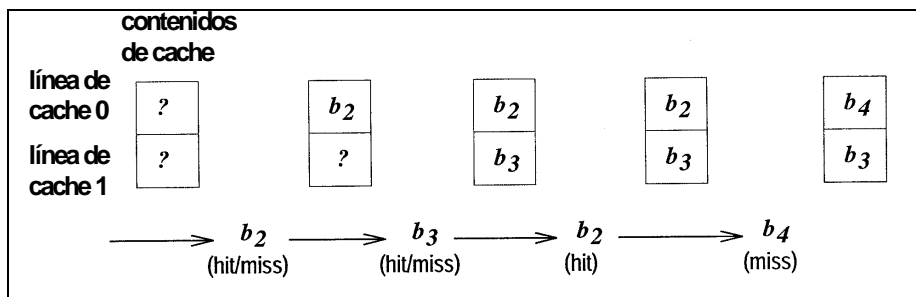 contenidos
de cache
línea de
cache 0
? b2 b2 b2 b4
línea de
cache 1
? ? b3 b3 b3
b2 b3 b2 b4
(hit/miss) (hit/miss) (hit) (miss)